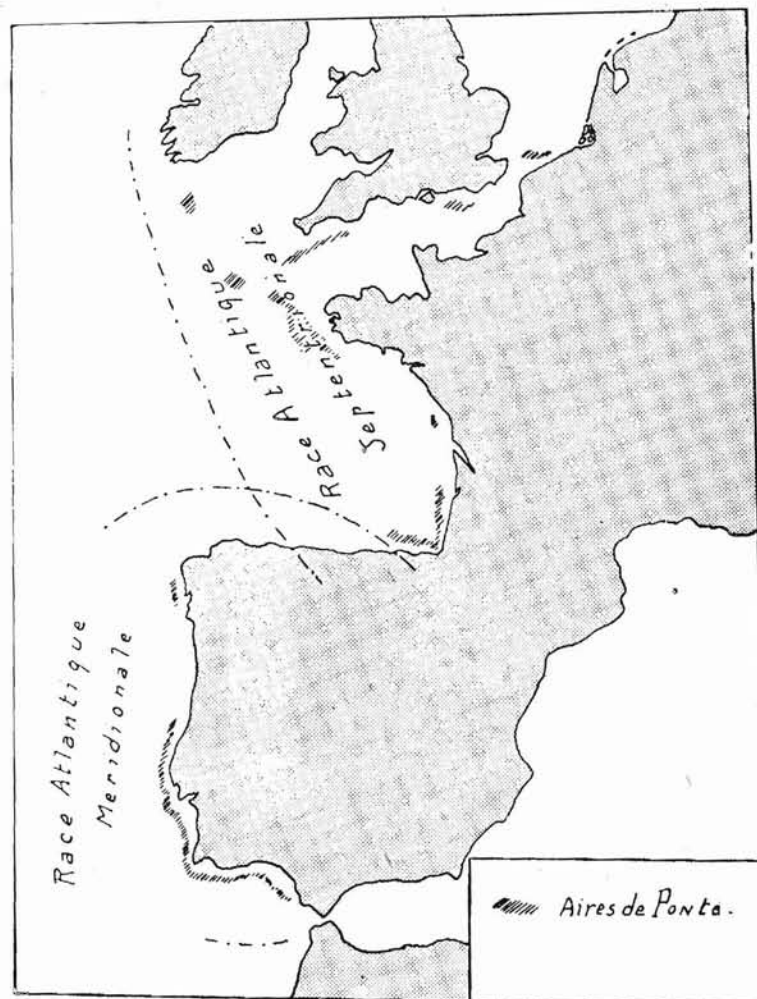 Race Atlantique
Septentrionale
Race Atlantique
Meridionale
Aires de Ponte.